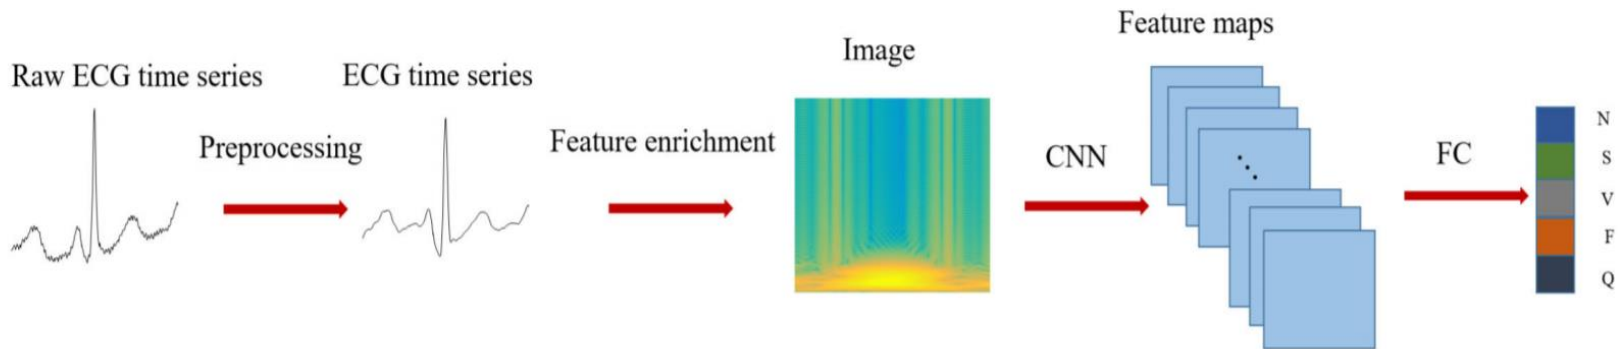 Raw ECG time series
Preprocessing
ECG time series
Feature enrichment
Image
CNN
Feature maps
FC
N
S
V
F
Q